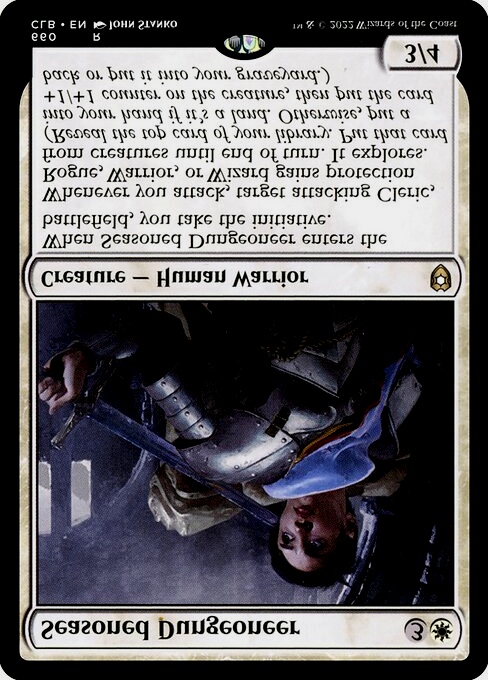 Seasoned Dungeoneer
3
Creature — Human Warrior
When Seasoned Dungeoneer enters the
battlefield, you take the initiative.
Whenever you attack, target attacking Cleric,
Rogue, Warrior, or Wizard gains protection
from creatures until end of turn. It explores.
(Reveal the top card of your library. Put that card
into your hand if it's a land. Otherwise, put a
+1/+1 counter on the creature, then put the card
back or put it into your graveyard.)
3/4
660 R
CLB • EN John Stanko
™ & © 2022 Wizards of the Coast